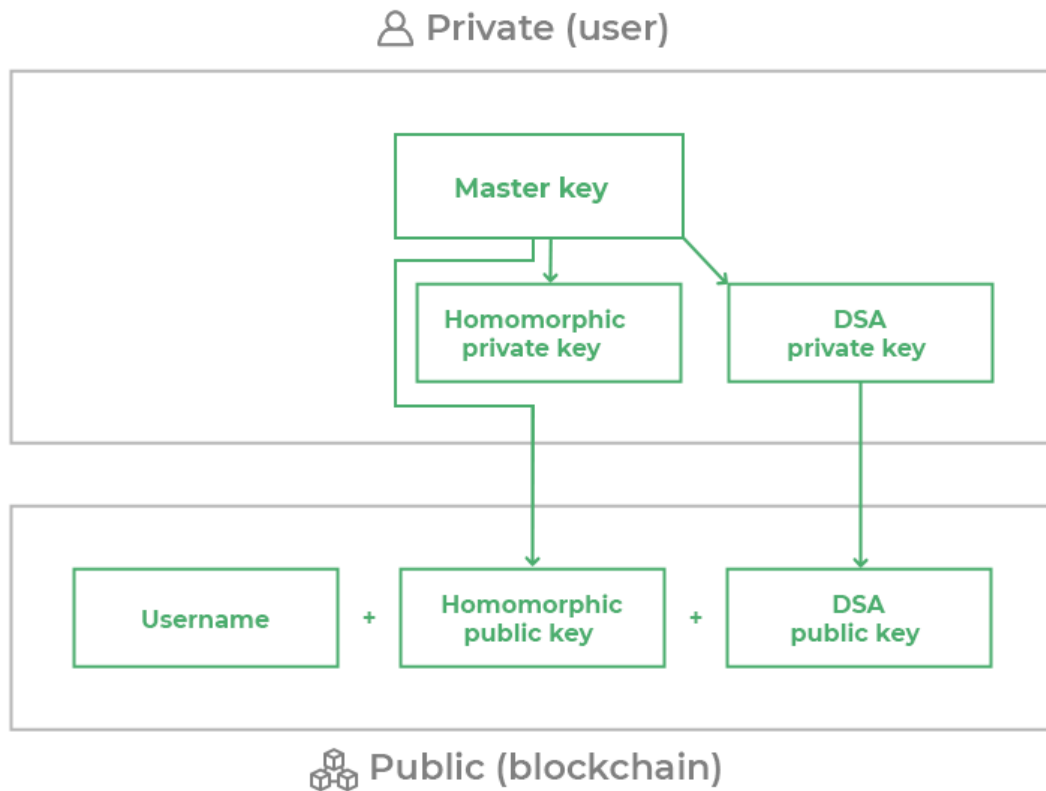 Private (user)
Master key
Homomorphic
private key
DSA
private key
Username
+
Homomorphic
public key
+
DSA
public key
Public (blockchain)